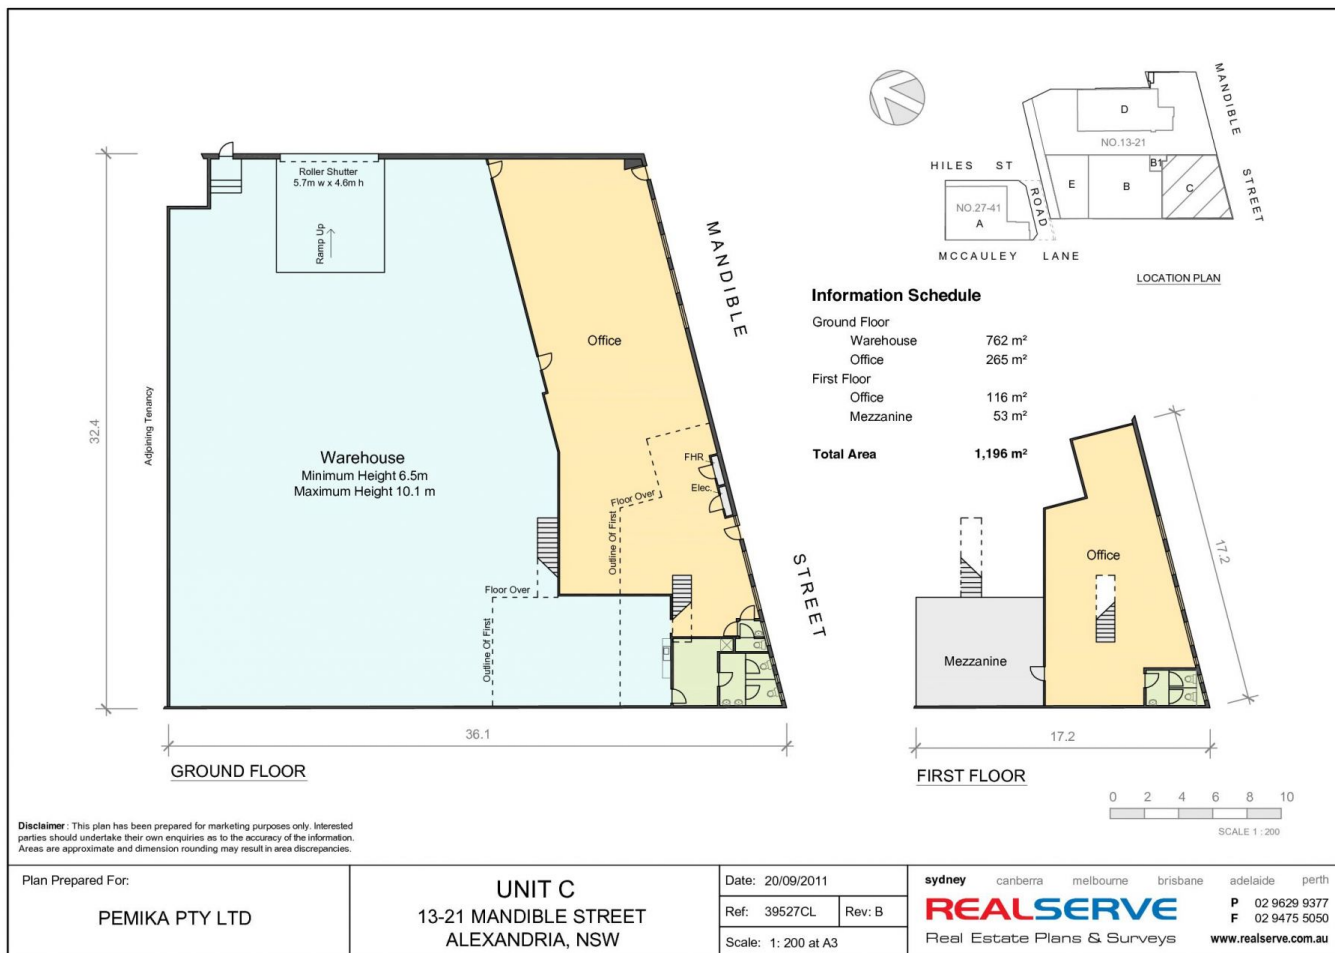 Roller Shutter
5.7m w x 4.6m h
Ramp Up
32.4
Adjoining Tenancy
Warehouse
Minimum Height 6.5m
Maximum Height 10.1 m
Office
FHR
Elec.
Floor Over
Outline Of First
Floor Over
Outline Of First
MANDIBLE
STREET
36.1
GROUND FLOOR
MANDIBLE
STREET
D
NO.13-21
HILES ST
B1
E
B
C
NO.27-41
A
ROAD
MCCAULEY LANE
LOCATION PLAN
Information Schedule
Ground Floor
Warehouse 762 m²
Office 265 m²
First Floor
Office 116 m²
Mezzanine 53 m²
Total Area 1,196 m²
Office
Mezzanine
17.2
17.2
FIRST FLOOR
0 2 4 6 8 10
SCALE 1 : 200
Disclaimer : This plan has been prepared for marketing purposes only. Interested
parties should undertake their own enquiries as to the accuracy of the information.
Areas are approximate and dimension rounding may result in area discrepancies.
Plan Prepared For:
PEMIKA PTY LTD
UNIT C
13-21 MANDIBLE STREET
ALEXANDRIA, NSW
Date: 20/09/2011
Ref: 39527CL Rev: B
Scale: 1: 200 at A3
sydney canberra melbourne brisbane adelaide perth
REALSERVE
Real Estate Plans & Surveys
P 02 9629 9377
F 02 9475 5050
www.realserve.com.au